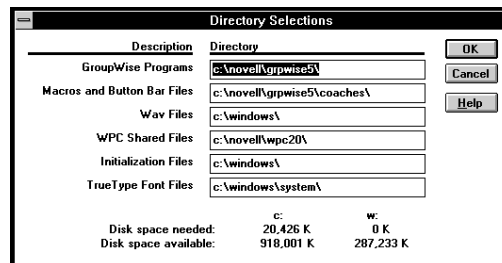 Directory Selections
Description Directory
GroupWise Programs c:\novell\grpwise5\
Macros and Button Bar Files c:\novell\grpwise5\coaches\
Wav Files c:\windows\
WPC Shared Files c:\novell\wpc20\
Initialization Files c:\windows\
TrueType Font Files c:\windows\system\
c: w:
Disk space needed: 20,426 K 0 K
Disk space available: 918,001 K 287,233 K
OK
Cancel
Help